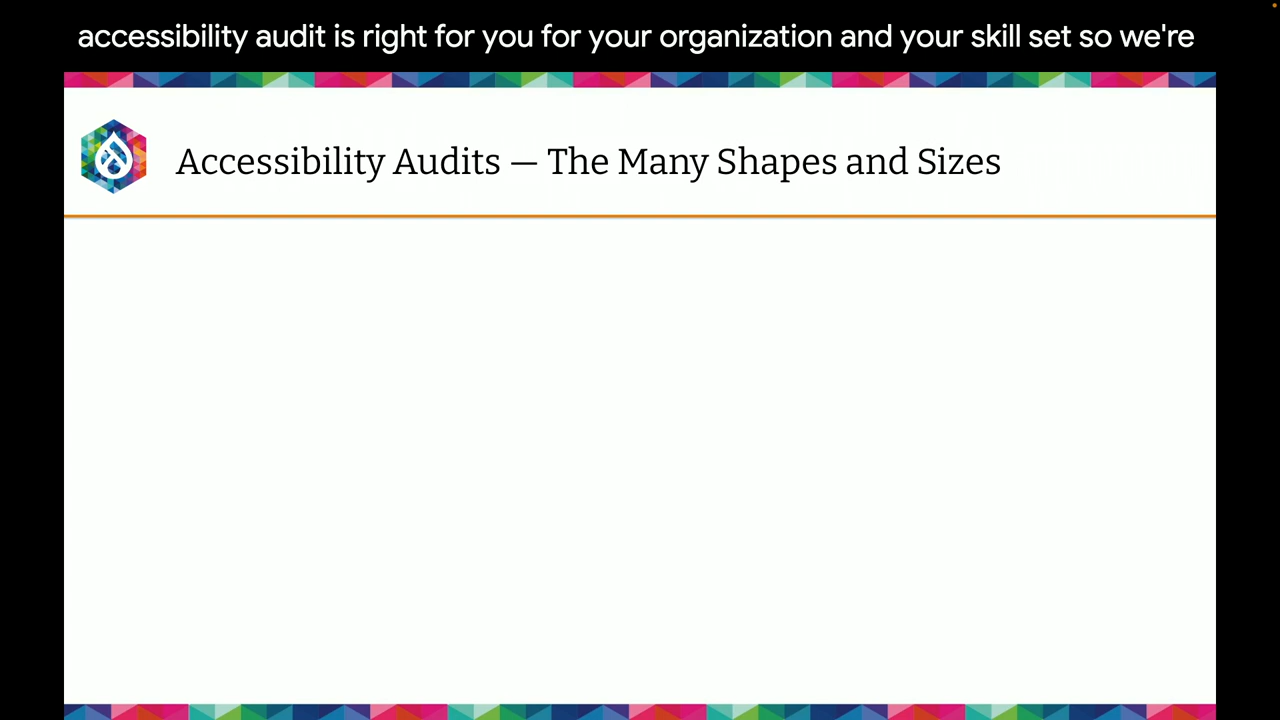 accessibility audit is right for you for your organization and your skill set so we're
Accessibility Audits — The Many Shapes and Sizes